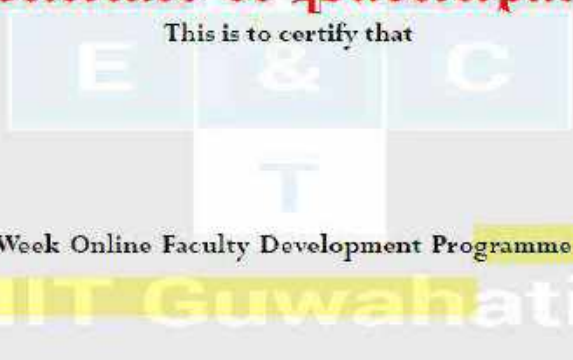 This is to certify that
E & C
T
Week Online Faculty Development Programme
IIT Guwahati